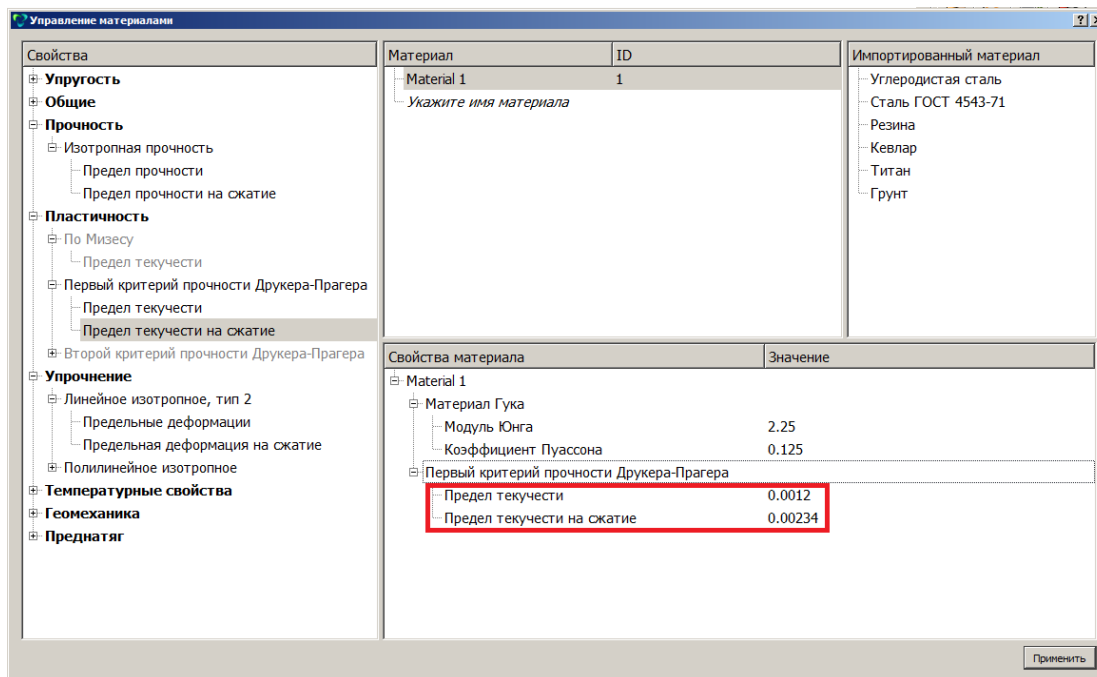 Управление материалами
?
Свойства
Упругость
Общие
Прочность
Изотропная прочность
Предел прочности
Предел прочности на сжатие
Пластичность
По Мизесу
Предел текучести
Первый критерий прочности Друкера-Прагера
Предел текучести
Предел текучести на сжатие
Второй критерий прочности Друкера-Прагера
Упрочнение
Линейное изотропное, тип 2
Предельные деформации
Предельная деформация на сжатие
Полилинейное изотропное
Температурные свойства
Геомеханика
Преднатяг
Материал ID
Material 1 1
Укажите имя материала
Импортированный материал
Углеродистая сталь
Сталь ГОСТ 4543-71
Резина
Кевлар
Титан
Грунт
Свойства материала Значение
Material 1
Материал Гука
Модуль Юнга 2.25
Коэффициент Пуассона 0.125
Первый критерий прочности Друкера-Прагера
Предел текучести 0.0012
Предел текучести на сжатие 0.00234
Применить